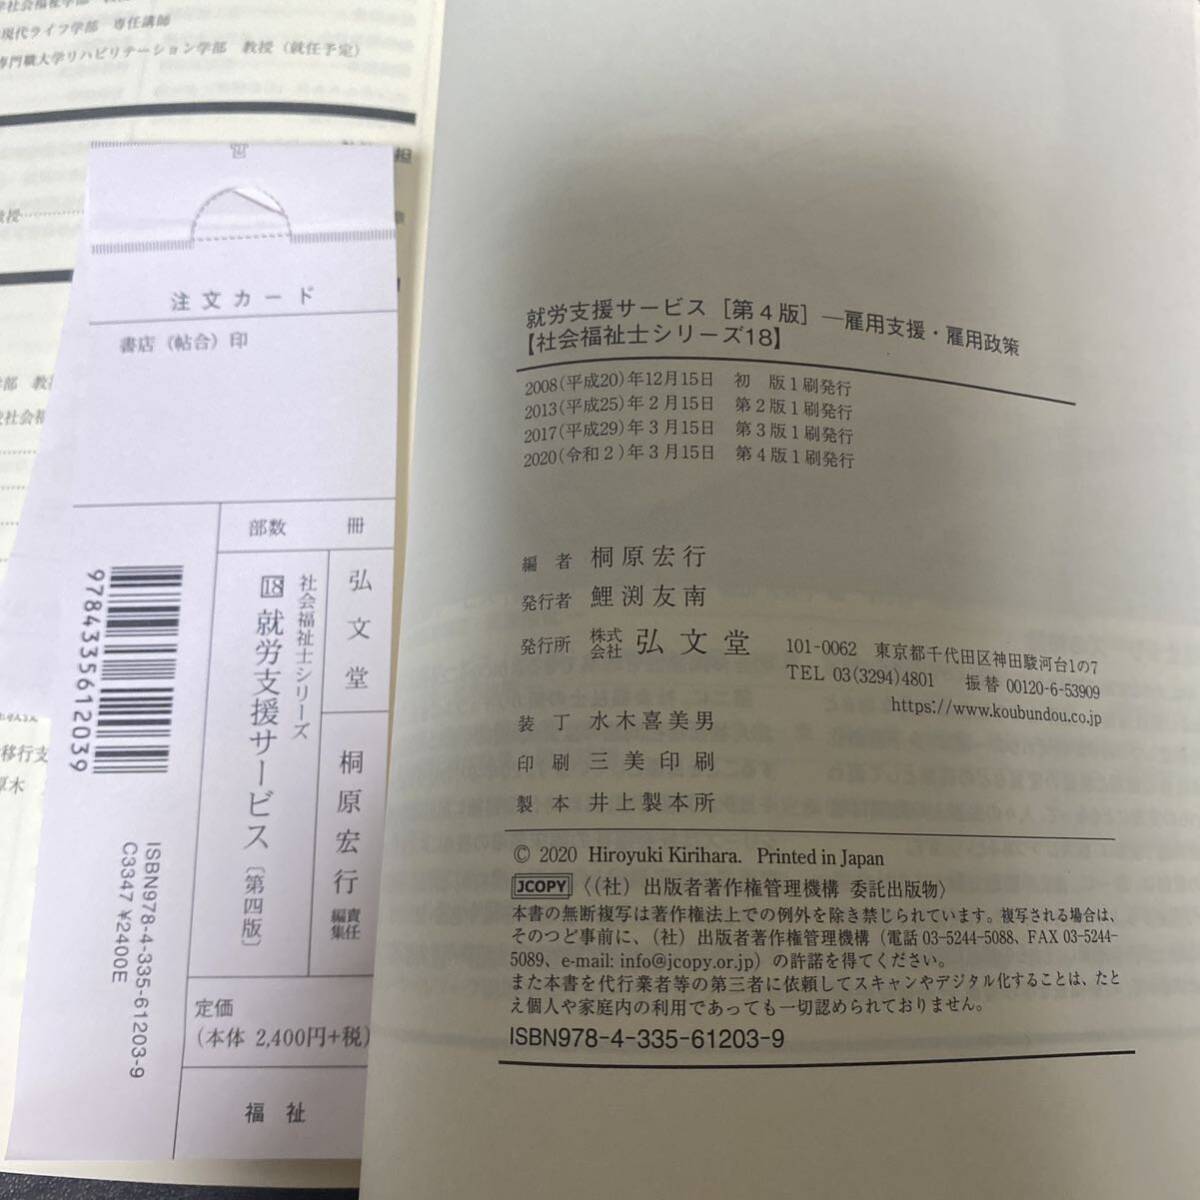 現代ライフ学部 専任講師
専門職大学リハビリテーション学部 教授（就任予定）
注文カード
書店（帖合）印
部数 冊
弘文堂
桐原宏行 責任編集
社会福祉士シリーズ
18 就労支援サービス〔第四版〕
定価
（本体 2,400円+税）
福祉
9784335612039
ISBN978-4-335-61203-9
C3347 ¥2400E
就労支援サービス［第4版］―雇用支援・雇用政策
【社会福祉士シリーズ18】
2008（平成20）年12月15日 初 版1刷発行
2013（平成25）年2月15日 第2版1刷発行
2017（平成29）年3月15日 第3版1刷発行
2020（令和2）年3月15日 第4版1刷発行
編 者 桐原宏行
発行者 鯉渕友南
発行所 株式会社 弘文堂 101-0062 東京都千代田区神田駿河台1の7
TEL 03(3294)4801 振替 00120-6-53909
https://www.koubundou.co.jp
装 丁 水木喜美男
印 刷 三美印刷
製 本 井上製本所
© 2020 Hiroyuki Kirihara. Printed in Japan
JCOPY〈（社）出版者著作権管理機構 委託出版物〉
本書の無断複写は著作権法上での例外を除き禁じられています。複写される場合は、
そのつど事前に、（社）出版者著作権管理機構（電話 03-5244-5088、FAX 03-5244-
5089、e-mail: info@jcopy.or.jp）の許諾を得てください。
また本書を代行業者等の第三者に依頼してスキャンやデジタル化することは、たと
え個人や家庭内の利用であっても一切認められておりません。
ISBN978-4-335-61203-9